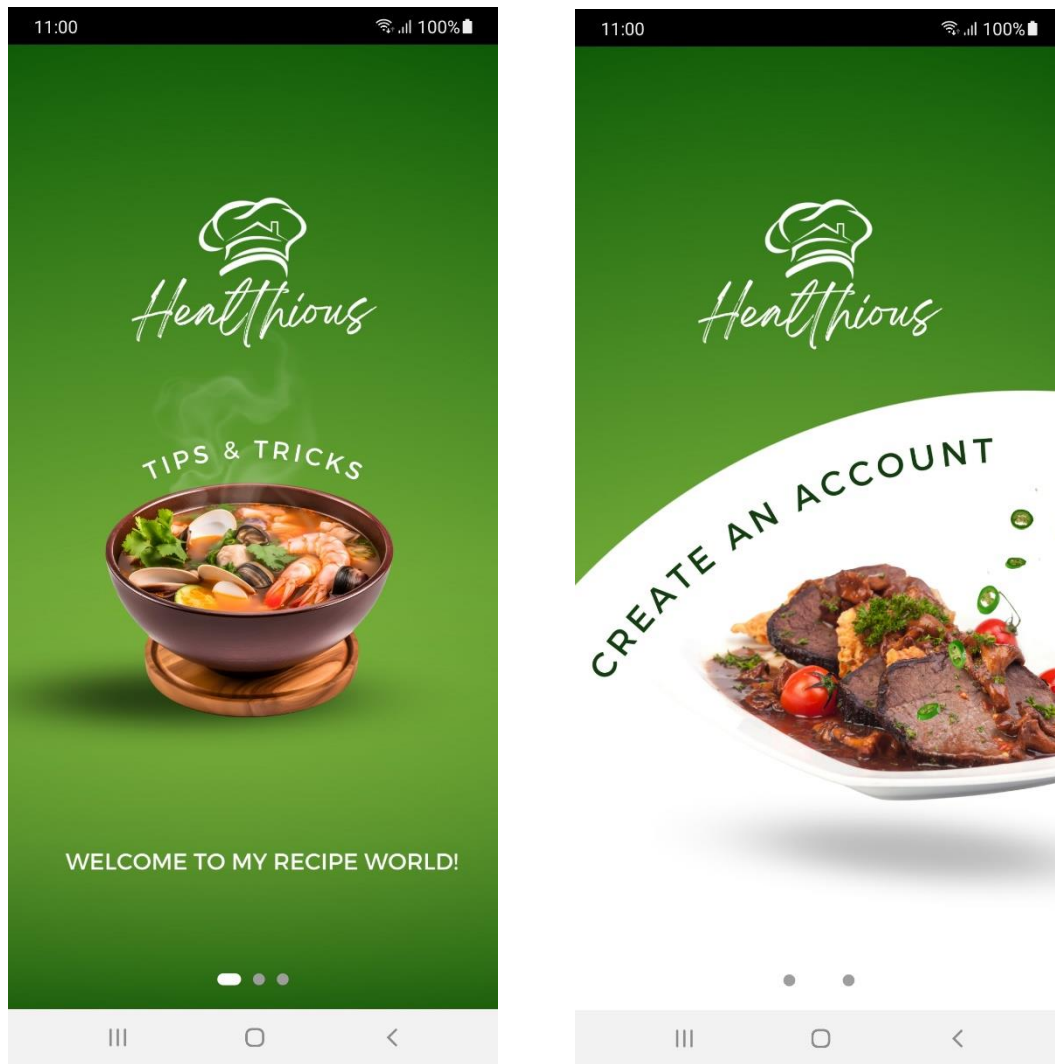 11:00 100%
Healthious
TIPS & TRICKS
WELCOME TO MY RECIPE WORLD!
11:00 100%
Healthious
CREATE AN ACCOUNT